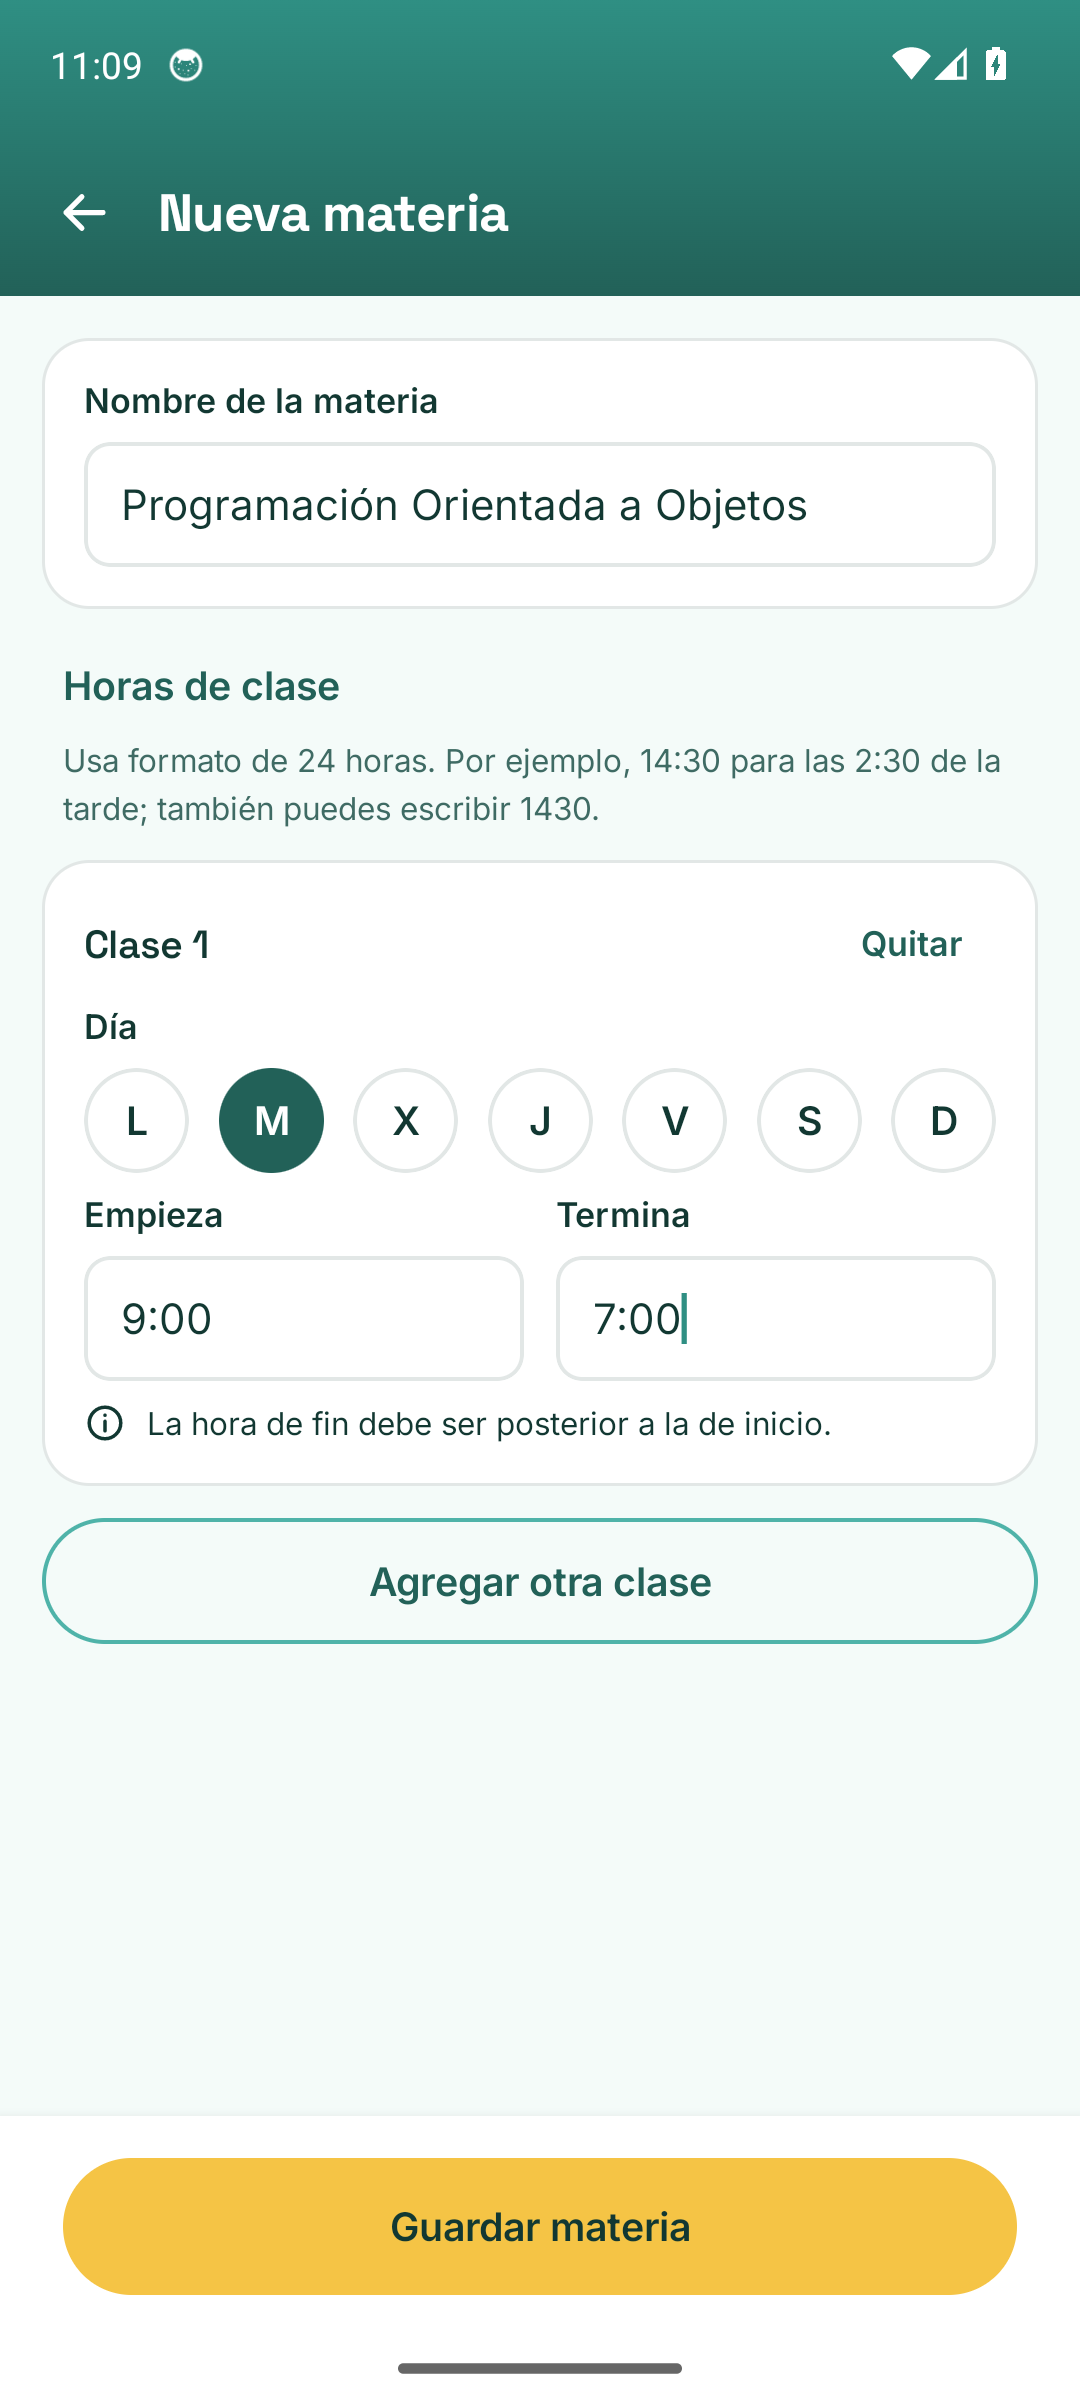 11:09
Nueva materia
Nombre de la materia
Programación Orientada a Objetos
Horas de clase
Usa formato de 24 horas. Por ejemplo, 14:30 para las 2:30 de la
tarde; también puedes escribir 1430.
Clase 1
Quitar
Día
L M X J V S D
Empieza
Termina
9:00
7:00
La hora de fin debe ser posterior a la de inicio.
Agregar otra clase
Guardar materia